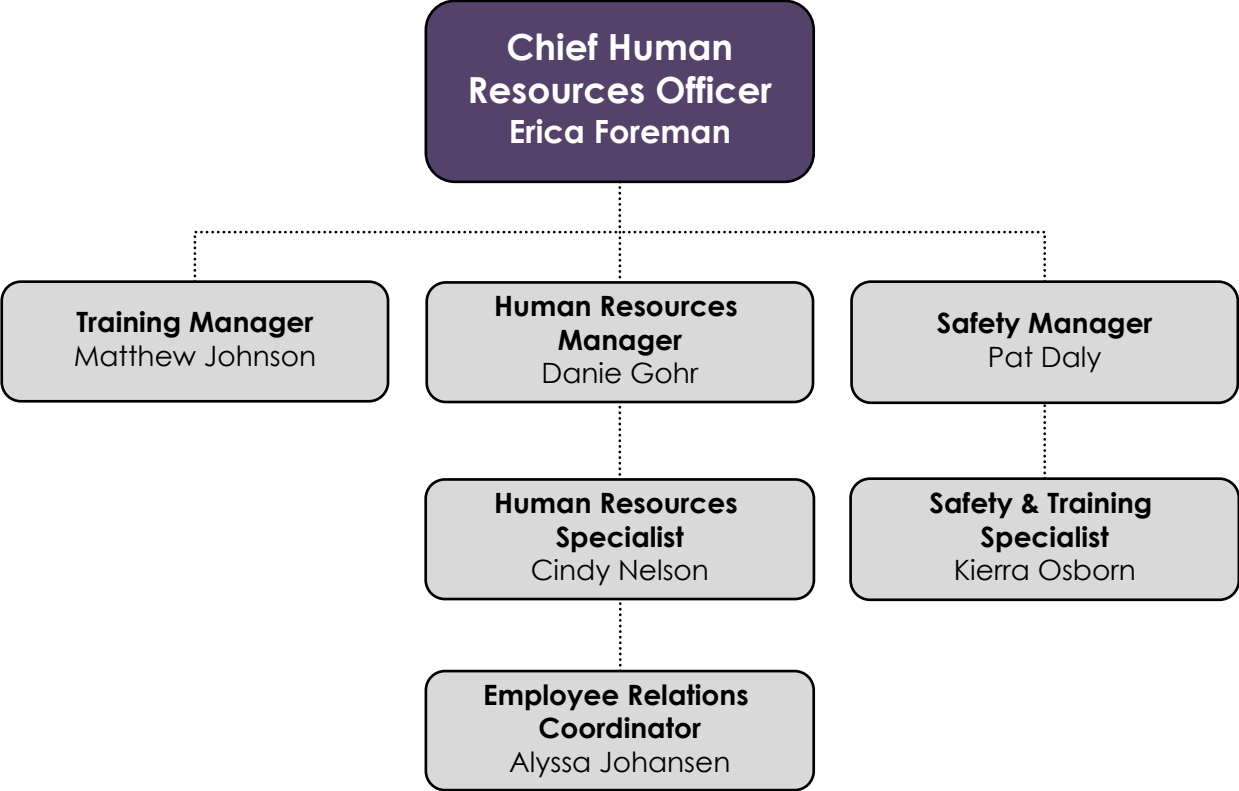 Chief Human
Resources Officer
Erica Foreman
Training Manager
Matthew Johnson
Human Resources
Manager
Danie Gohr
Safety Manager
Pat Daly
Human Resources
Specialist
Cindy Nelson
Safety & Training
Specialist
Kierra Osborn
Employee Relations
Coordinator
Alyssa Johansen